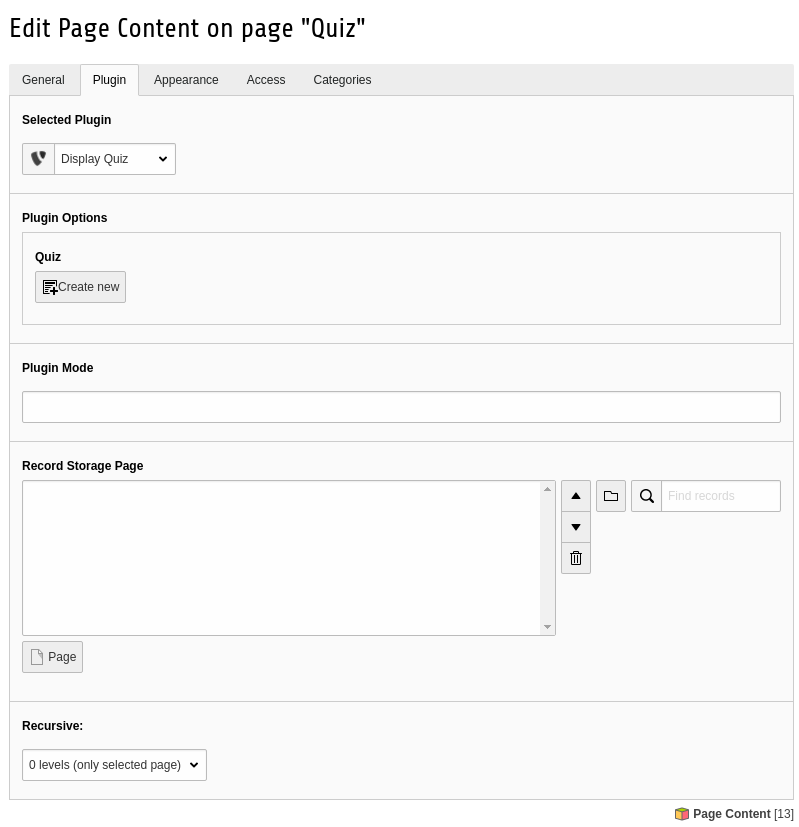 Edit Page Content on page "Quiz"
General Plugin Appearance Access Categories
Selected Plugin
Display Quiz
Plugin Options
Quiz
Create new
Plugin Mode
Record Storage Page
Find records
Page
Recursive:
0 levels (only selected page)
Page Content [13]